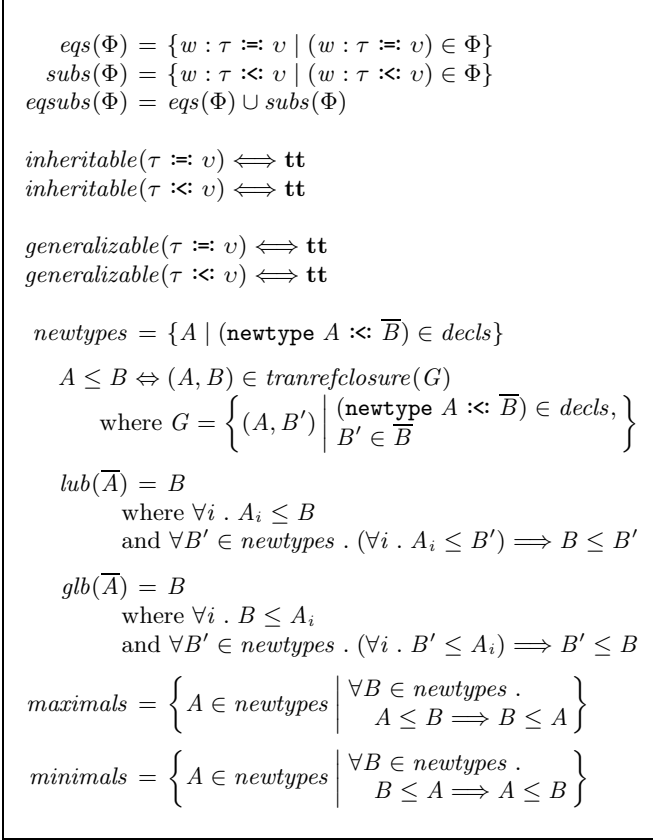 eqs(Φ) = {w : τ :=: υ | (w : τ :=: υ) ∈ Φ}
subs(Φ) = {w : τ :<: υ | (w : τ :<: υ) ∈ Φ}
eqsubs(Φ) = eqs(Φ) ∪ subs(Φ)
inheritable(τ :=: υ) ⟺ tt
inheritable(τ :<: υ) ⟺ tt
generalizable(τ :=: υ) ⟺ tt
generalizable(τ :<: υ) ⟺ tt
newtypes = {A | (newtype A :<: B̅) ∈ decls}
A ≤ B ⇔ (A, B) ∈ tranrefclosure(G)
where G = { (A, B′) | (newtype A :<: B̅) ∈ decls,
B′ ∈ B̅ }
lub(A̅) = B
where ∀i . Aᵢ ≤ B
and ∀B′ ∈ newtypes . (∀i . Aᵢ ≤ B′) ⟹ B ≤ B′
glb(A̅) = B
where ∀i . B ≤ Aᵢ
and ∀B′ ∈ newtypes . (∀i . B′ ≤ Aᵢ) ⟹ B′ ≤ B
maximals = { A ∈ newtypes | ∀B ∈ newtypes .
A ≤ B ⟹ B ≤ A }
minimals = { A ∈ newtypes | ∀B ∈ newtypes .
B ≤ A ⟹ A ≤ B }